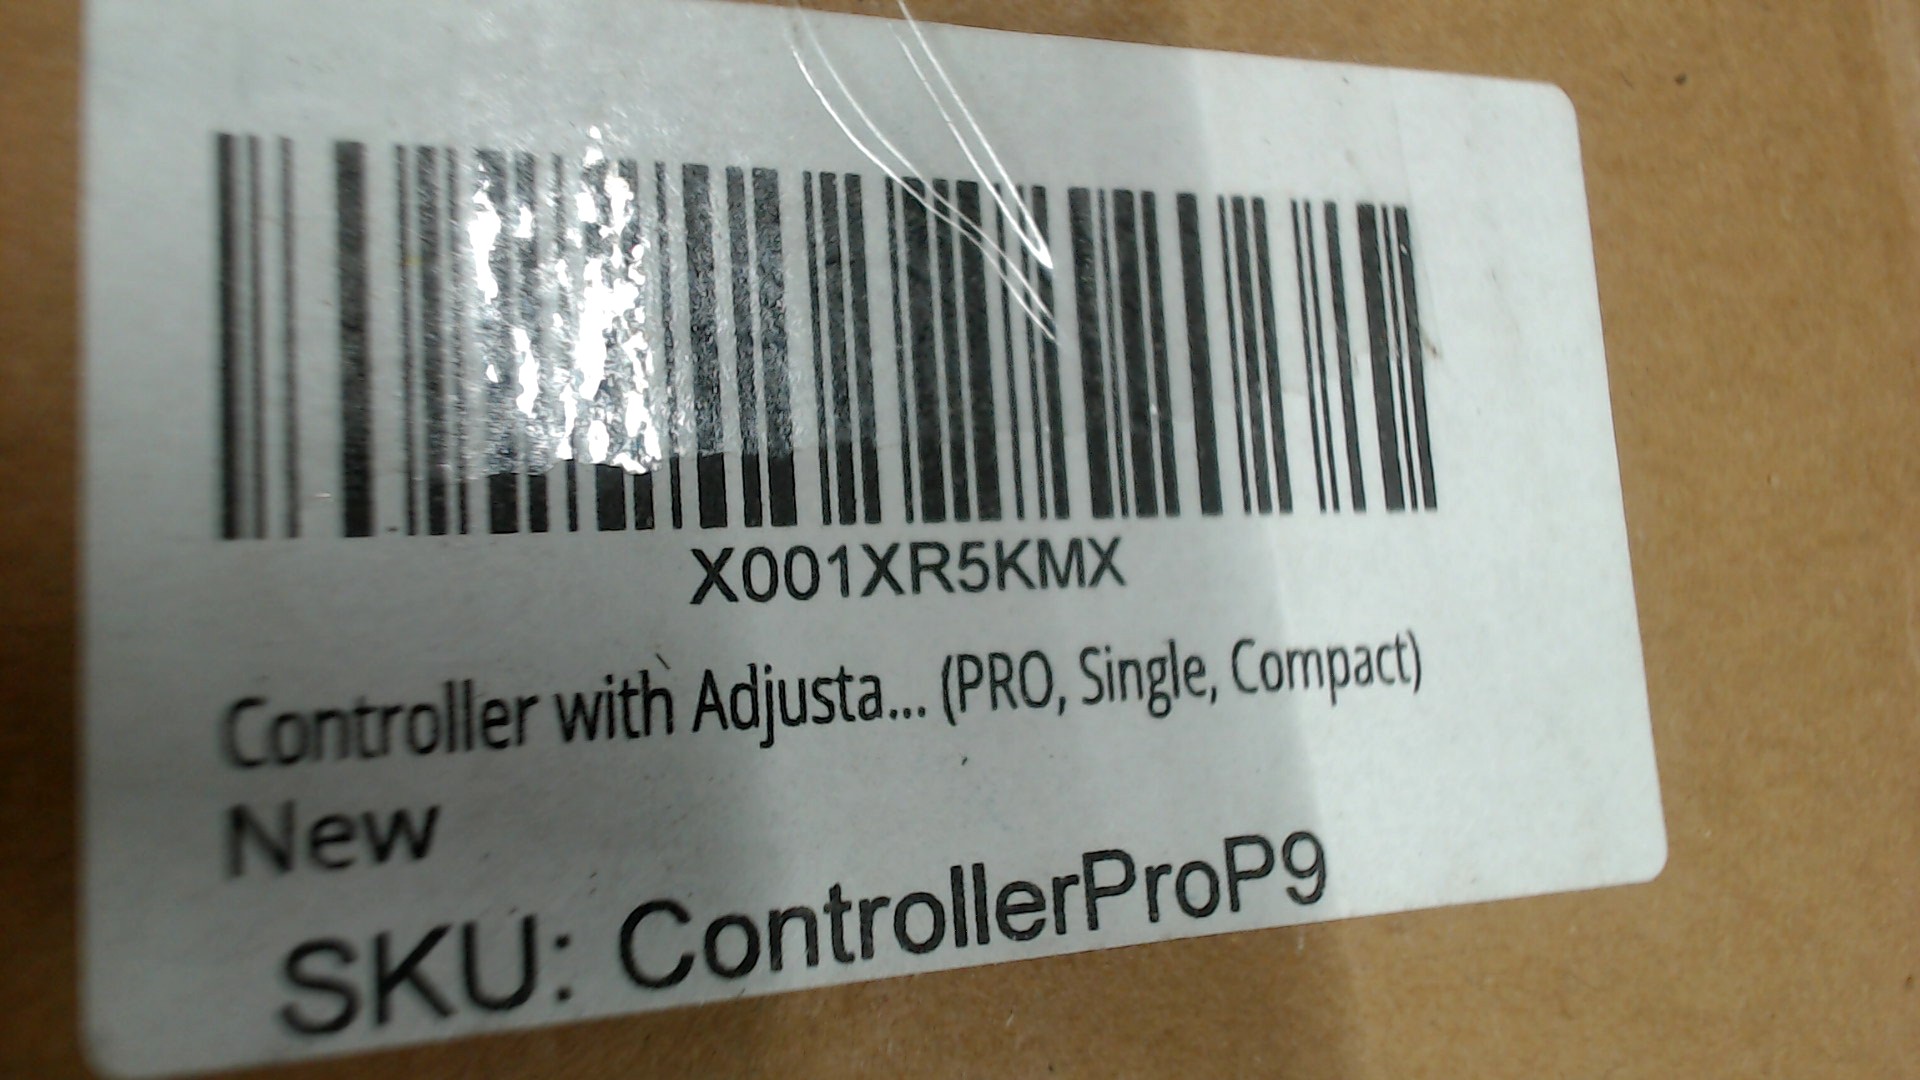 X001XR5KMX
Controller with Adjusta... (PRO, Single, Compact)
New
SKU: ControllerProP9